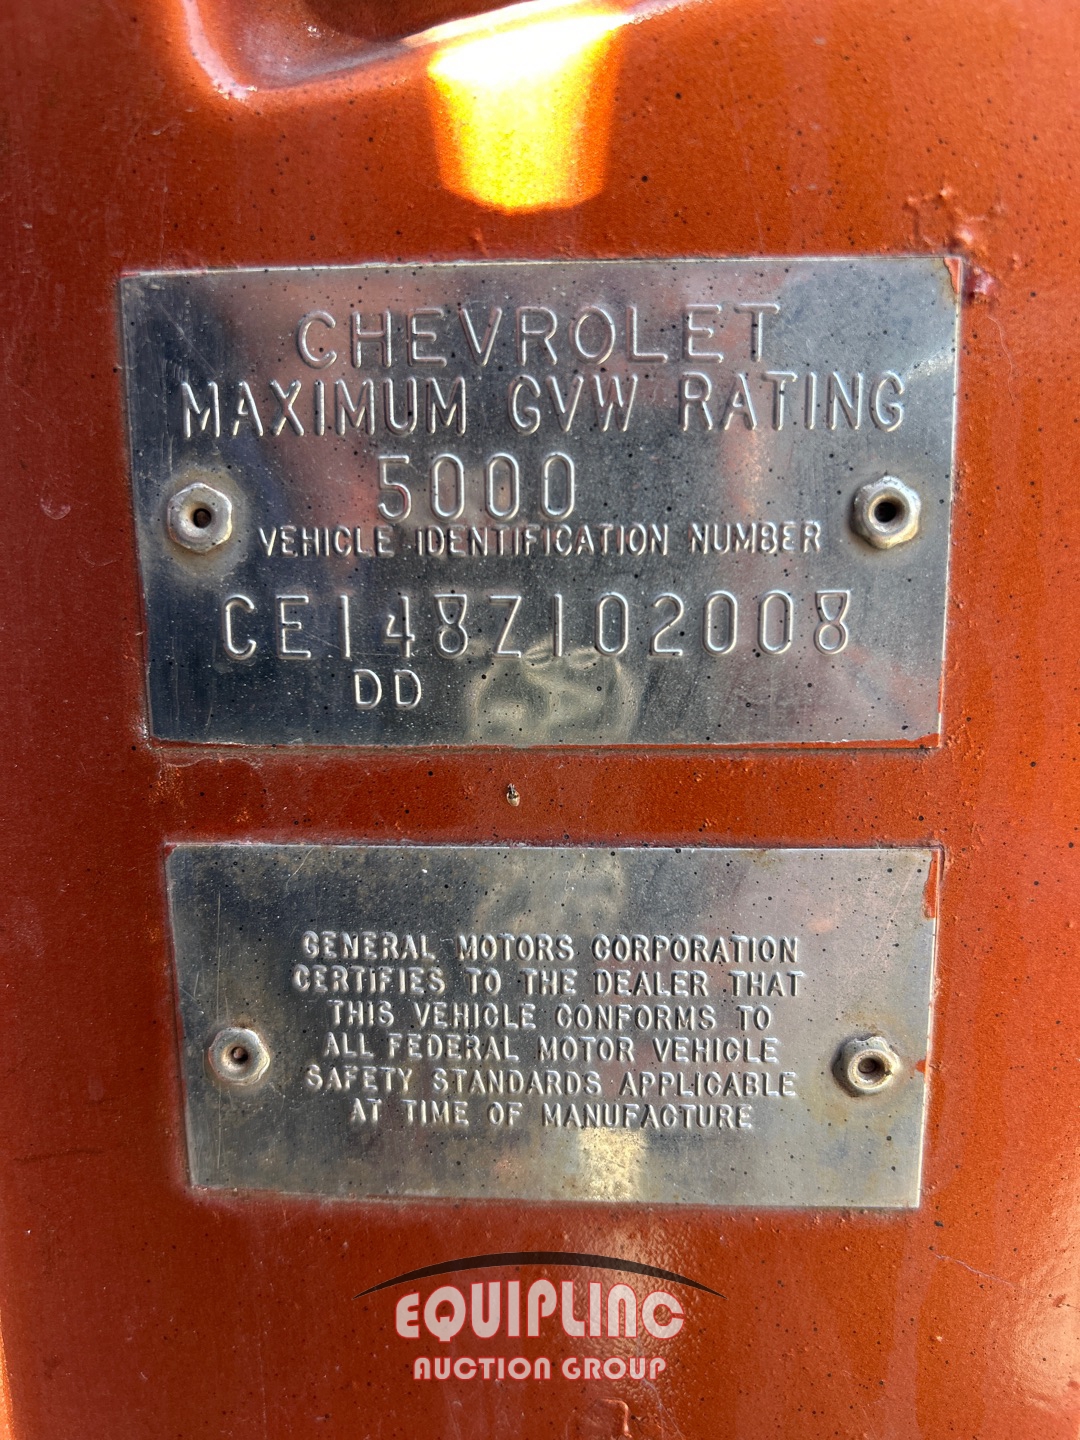 CHEVROLET
MAXIMUM GVW RATING
5000
VEHICLE IDENTIFICATION NUMBER
CE148Z102008
DD
GENERAL MOTORS CORPORATION
CERTIFIES TO THE DEALER THAT
THIS VEHICLE CONFORMS TO
ALL FEDERAL MOTOR VEHICLE
SAFETY STANDARDS APPLICABLE
AT TIME OF MANUFACTURE
EQUIPLINC
AUCTION GROUP